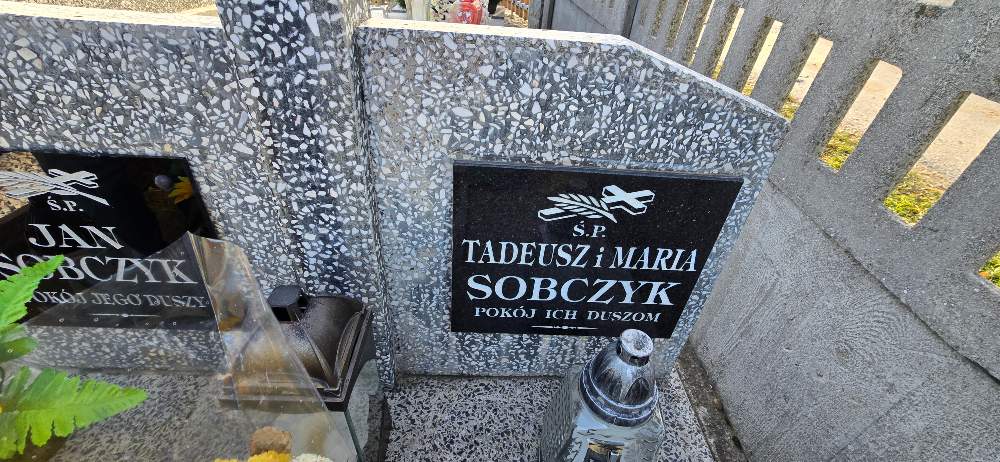 Ś.P.
JAN
SOBCZYK
POKÓJ JEGO DUSZY
Ś.P.
TADEUSZ i MARIA
SOBCZYK
POKÓJ ICH DUSZOM